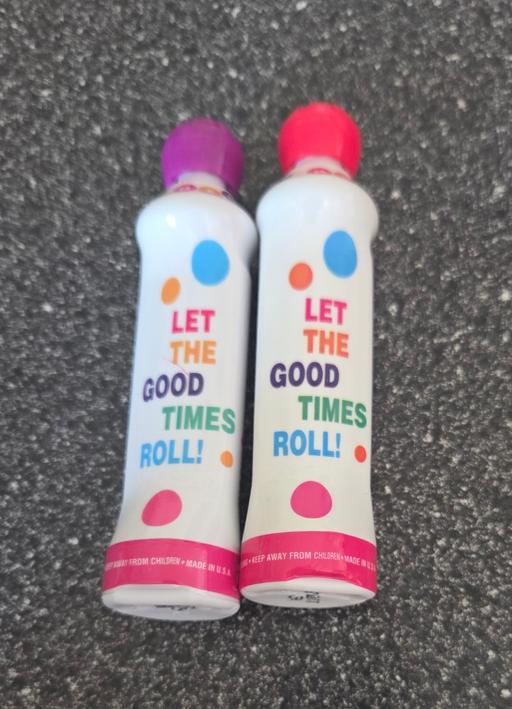 LET
THE
GOOD
TIMES
ROLL!
AWAY FROM CHILDREN • MADE IN U.S.A.
LET
THE
GOOD
TIMES
ROLL!
• KEEP AWAY FROM CHILDREN • MADE IN U.S.A.